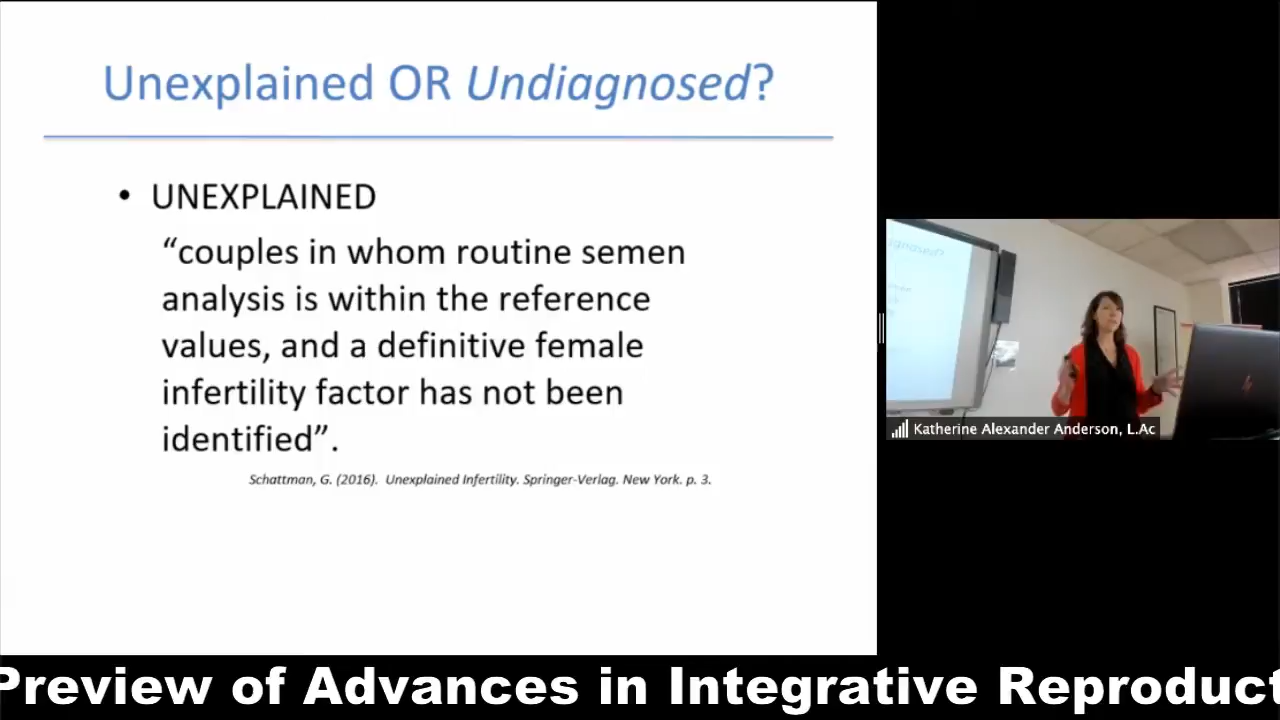 Unexplained OR Undiagnosed?
• UNEXPLAINED
“couples in whom routine semen
analysis is within the reference
values, and a definitive female
infertility factor has not been
identified”.
Schattman, G. (2016). Unexplained Infertility. Springer-Verlag. New York. p. 3.
Katherine Alexander Anderson, L.Ac
Preview of Advances in Integrative Reproduct